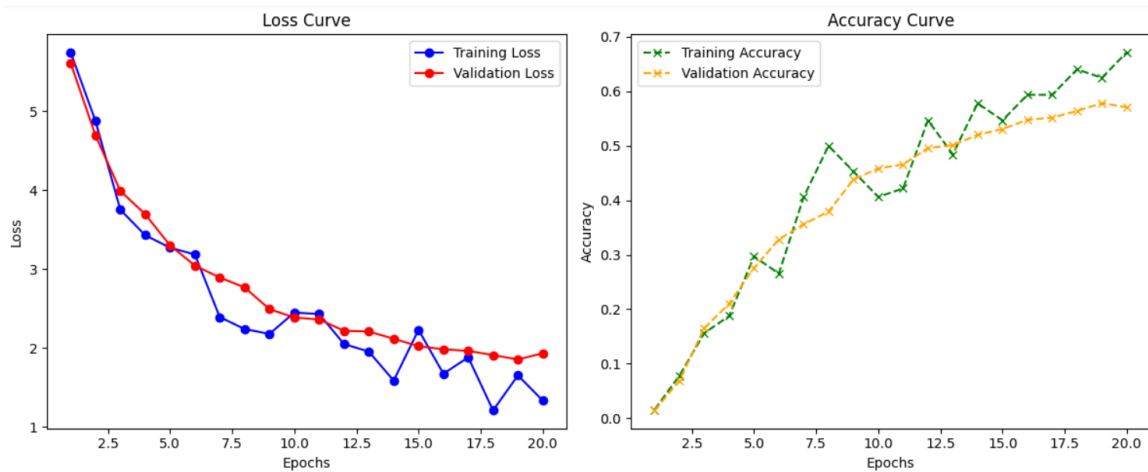 Loss Curve
Training Loss
Validation Loss
Loss
5
4
3
2
1
2.5 5.0 7.5 10.0 12.5 15.0 17.5 20.0
Epochs
Accuracy Curve
Training Accuracy
Validation Accuracy
Accuracy
0.7
0.6
0.5
0.4
0.3
0.2
0.1
0.0
2.5 5.0 7.5 10.0 12.5 15.0 17.5 20.0
Epochs